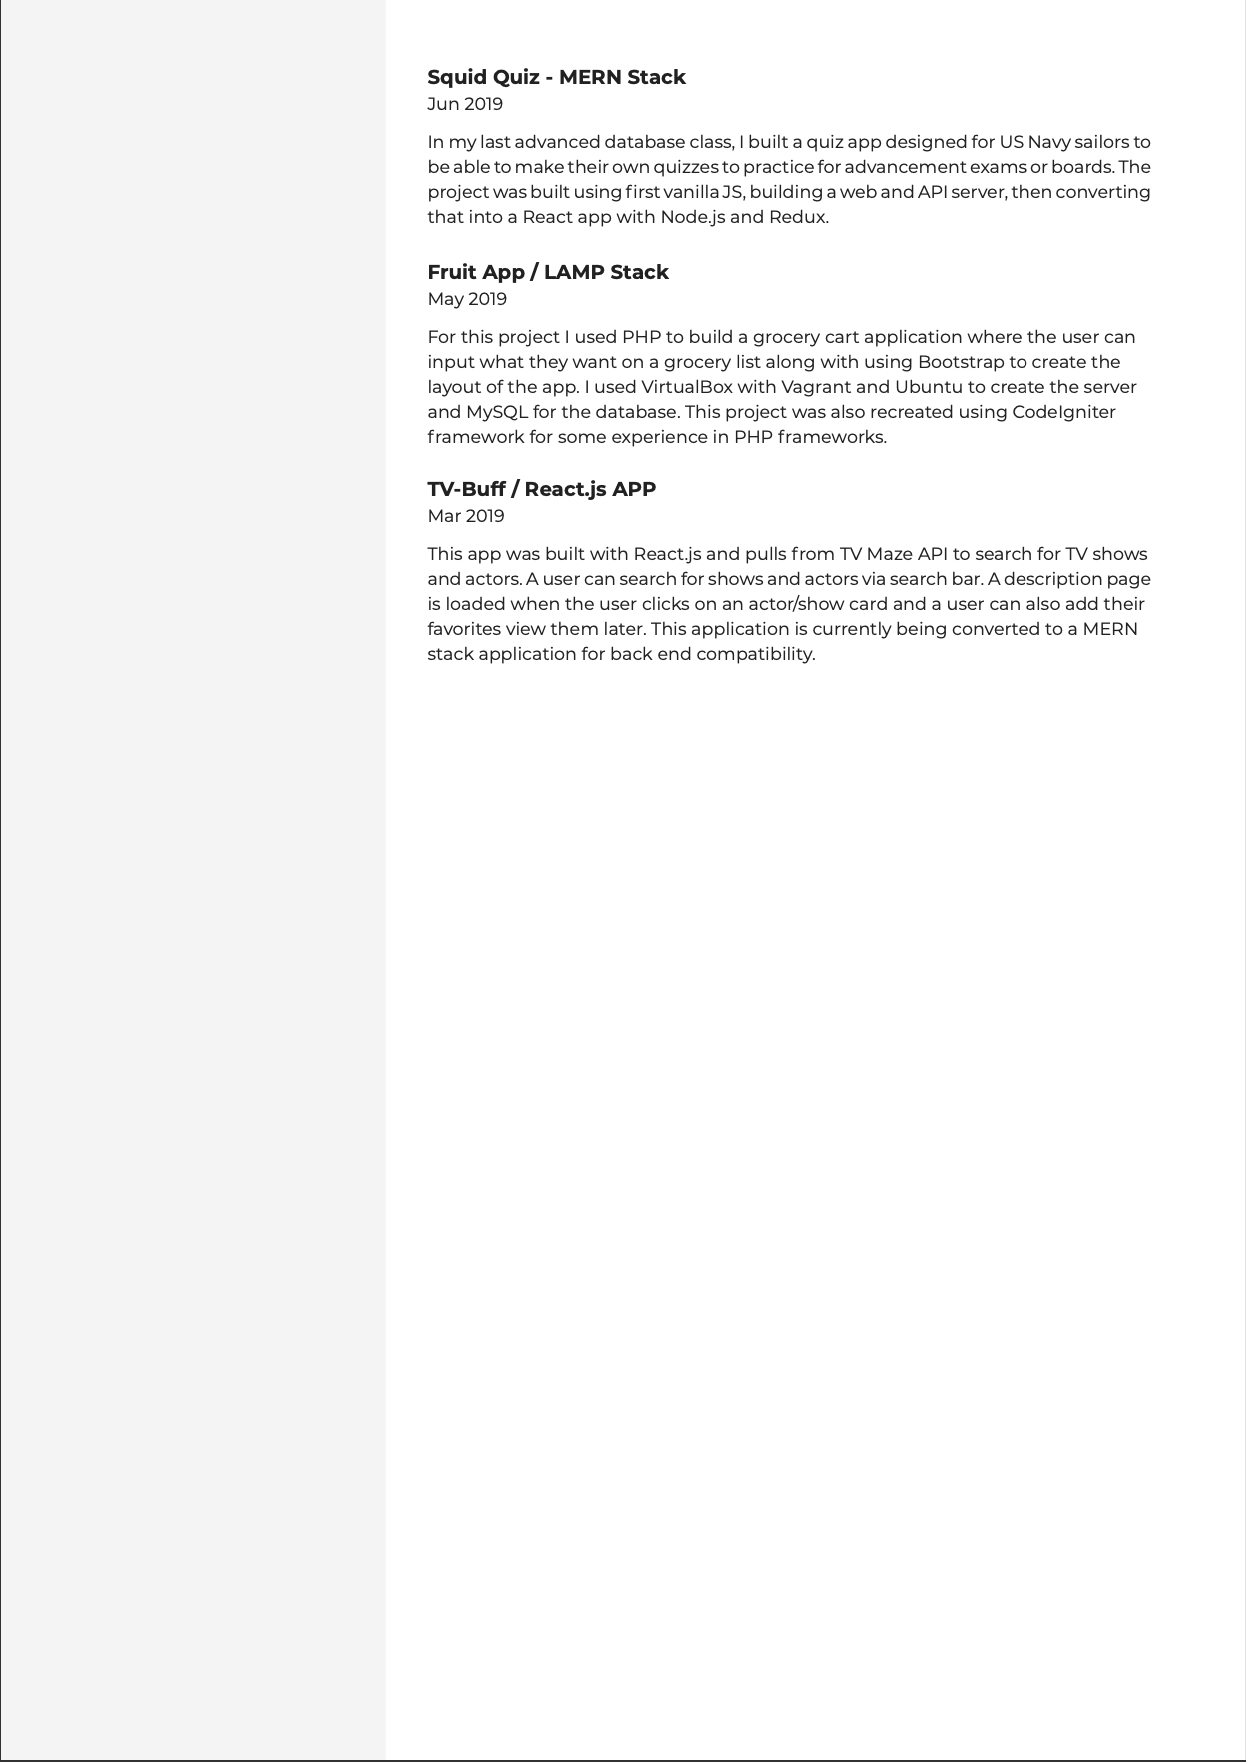 Squid Quiz - MERN Stack
Jun 2019
In my last advanced database class, I built a quiz app designed for US Navy sailors to
be able to make their own quizzes to practice for advancement exams or boards. The
project was built using first vanilla JS, building a web and API server, then converting
that into a React app with Node.js and Redux.
Fruit App / LAMP Stack
May 2019
For this project I used PHP to build a grocery cart application where the user can
input what they want on a grocery list along with using Bootstrap to create the
layout of the app. I used VirtualBox with Vagrant and Ubuntu to create the server
and MySQL for the database. This project was also recreated using CodeIgniter
framework for some experience in PHP frameworks.
TV-Buff / React.js APP
Mar 2019
This app was built with React.js and pulls from TV Maze API to search for TV shows
and actors. A user can search for shows and actors via search bar. A description page
is loaded when the user clicks on an actor/show card and a user can also add their
favorites view them later. This application is currently being converted to a MERN
stack application for back end compatibility.